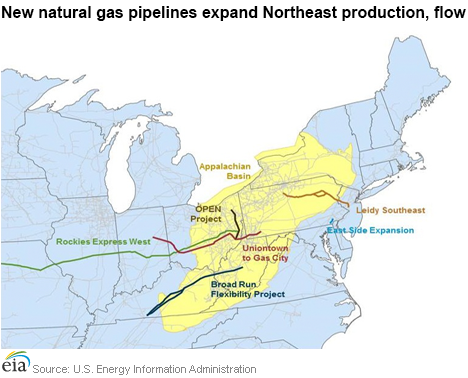 New natural gas pipelines expand Northeast production, flow
Appalachian
Basin
OPEN
Project
Leidy Southeast
East Side Expansion
Rockies Express West
Uniontown
to Gas City
Broad Run
Flexibility Project
eia
Source: U.S. Energy Information Administration